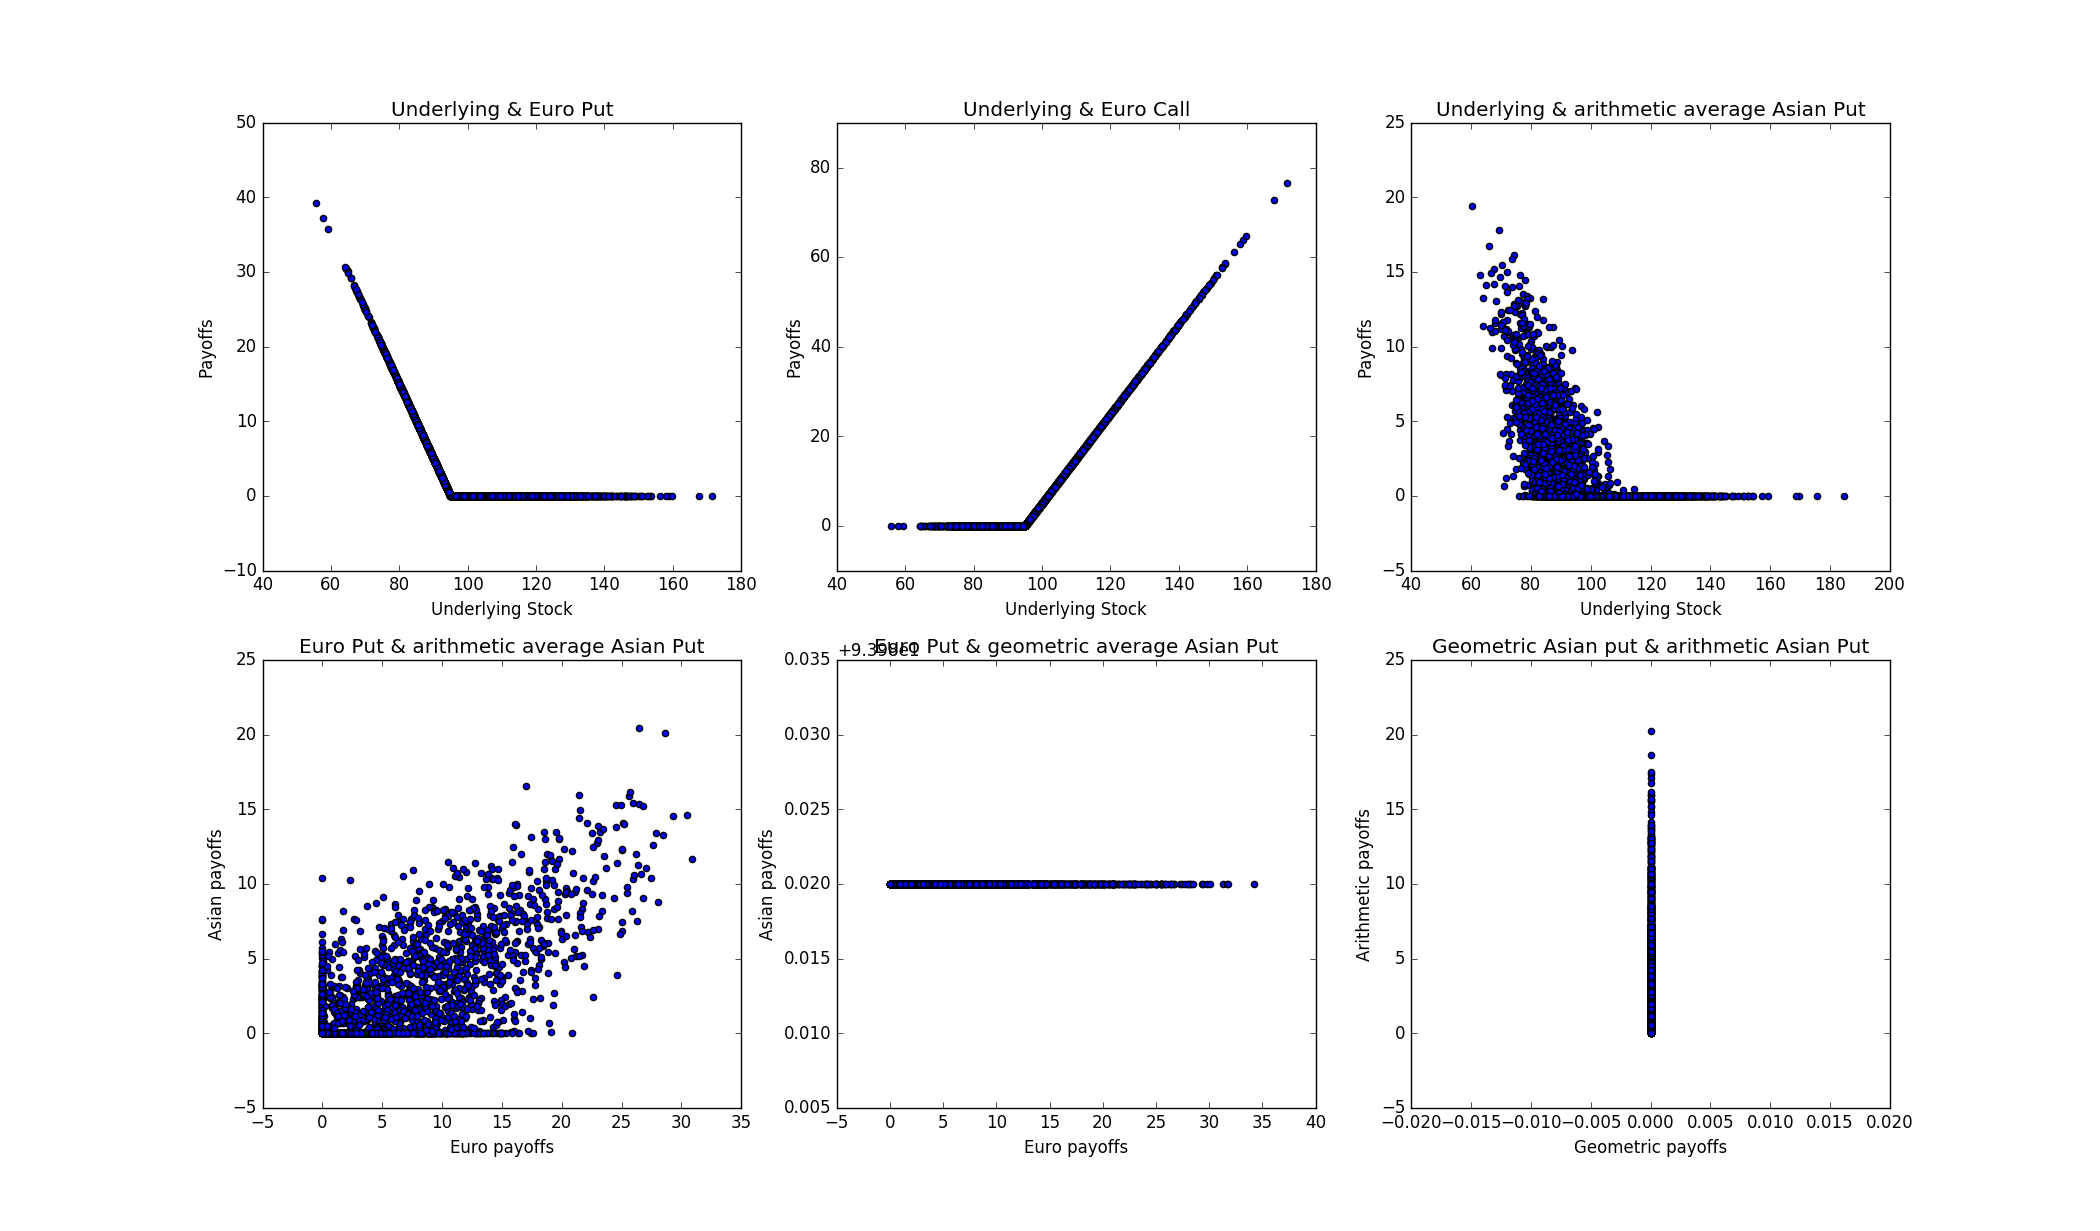 Underlying & Euro Put
50
40
30
20
10
0
−10
40 60 80 100 120 140 160 180
Payoffs
Underlying Stock
Underlying & Euro Call
80
60
40
20
0
40 60 80 100 120 140 160 180
Payoffs
Underlying Stock
Underlying & arithmetic average Asian Put
25
20
15
10
5
0
−5
40 60 80 100 120 140 160 180 200
Payoffs
Underlying Stock
Euro Put & arithmetic average Asian Put
25
20
15
10
5
0
−5
−5 0 5 10 15 20 25 30 35
Asian payoffs
Euro payoffs
Euro Put & geometric average Asian Put
+9.398e1
0.035
0.030
0.025
0.020
0.015
0.010
0.005
−5 0 5 10 15 20 25 30 35 40
Asian payoffs
Euro payoffs
Geometric Asian put & arithmetic Asian Put
25
20
15
10
5
0
−5
−0.020 −0.015 −0.010 −0.005 0.000 0.005 0.010 0.015 0.020
Arithmetic payoffs
Geometric payoffs